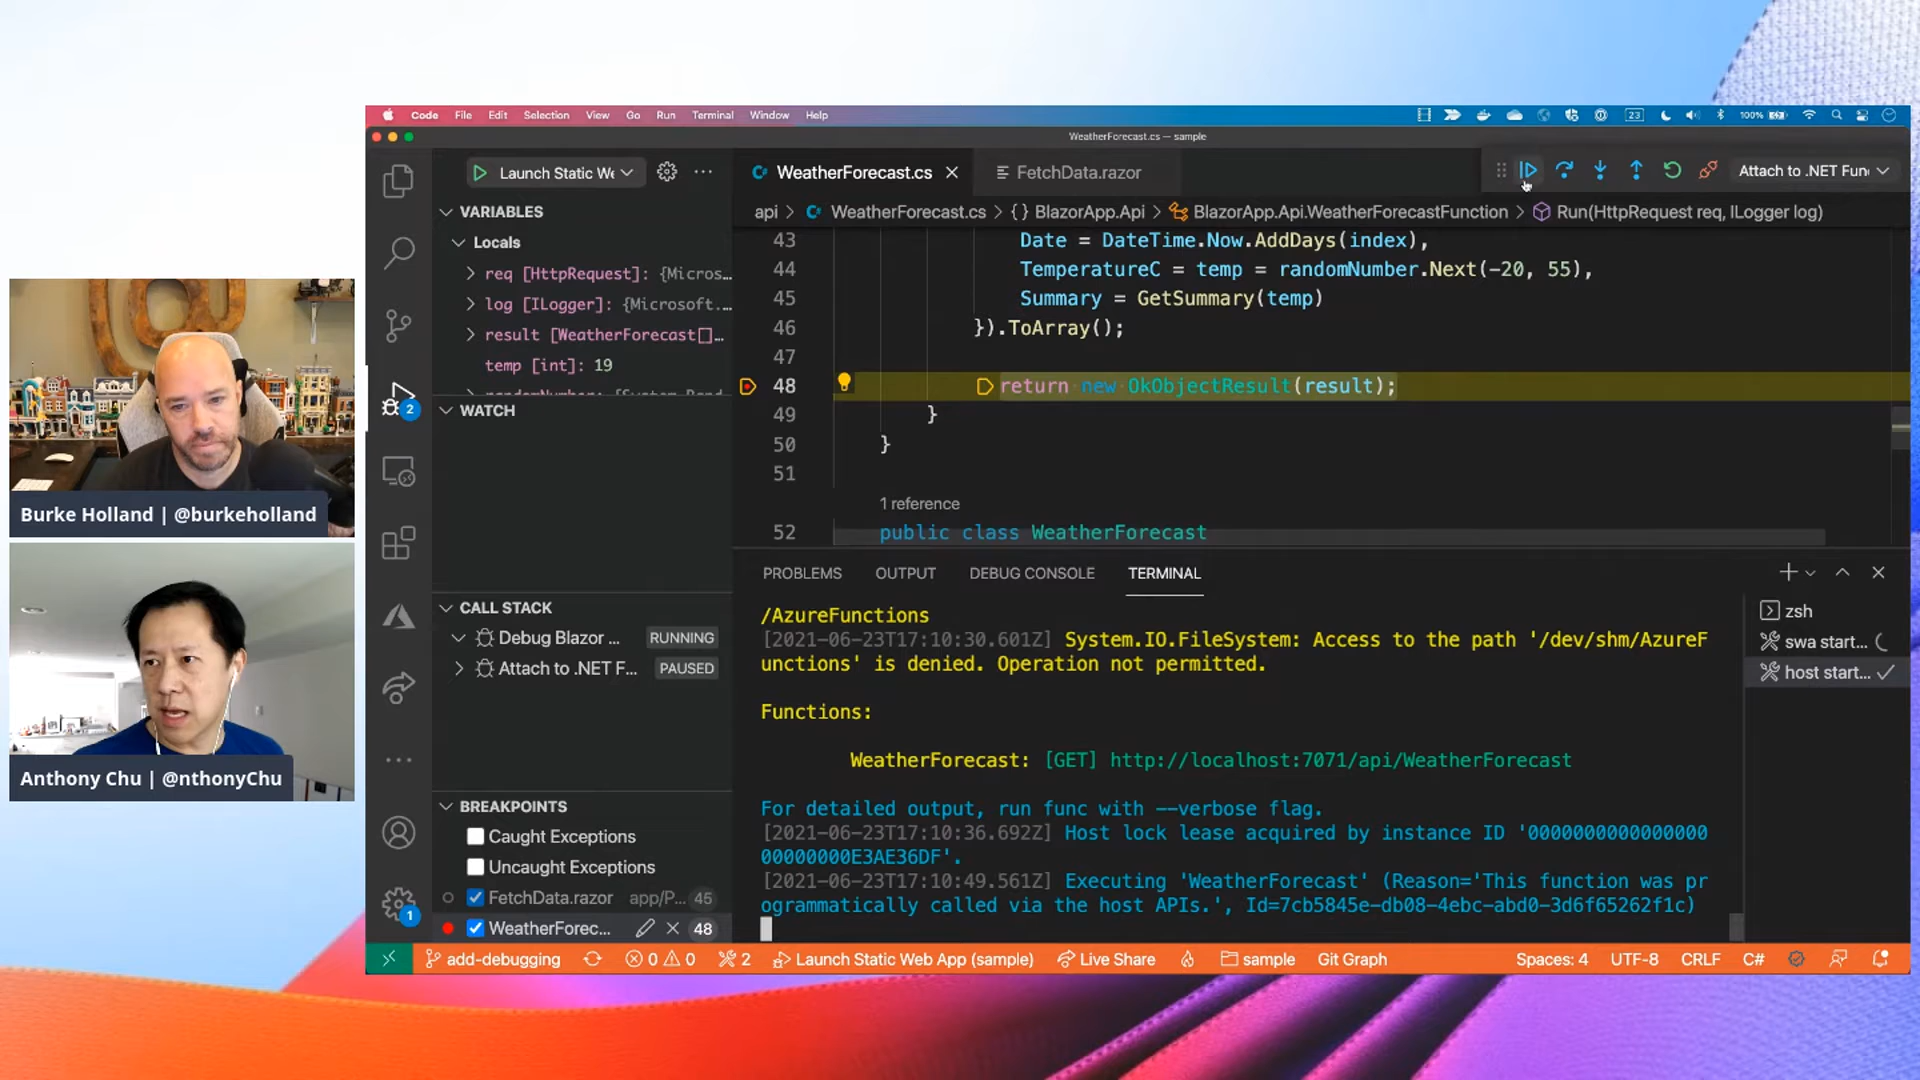 Code File Edit Selection View Go Run Terminal Window Help
23 100%
WeatherForecast.cs — sample
Launch Static We
WeatherForecast.cs
FetchData.razor
Attach to .NET Fun
api > WeatherForecast.cs > {} BlazorApp.Api > BlazorApp.Api.WeatherForecastFunction > Run(HttpRequest req, ILogger log)
VARIABLES
Locals
req [HttpRequest]: {Micros...
log [ILogger]: {Microsoft....
result [WeatherForecast[]...
temp [int]: 19
WATCH
CALL STACK
Debug Blazor ... RUNNING
Attach to .NET F... PAUSED
BREAKPOINTS
Caught Exceptions
Uncaught Exceptions
FetchData.razor app/P... 45
WeatherForec... 48
2
1
43 Date = DateTime.Now.AddDays(index),
44 TemperatureC = temp = randomNumber.Next(-20, 55),
45 Summary = GetSummary(temp)
46 }).ToArray();
47
48 return new OkObjectResult(result);
49 }
50 }
51
1 reference
52 public class WeatherForecast
PROBLEMS OUTPUT DEBUG CONSOLE TERMINAL
/AzureFunctions
[2021-06-23T17:10:30.601Z] System.IO.FileSystem: Access to the path '/dev/shm/AzureF
unctions' is denied. Operation not permitted.
Functions:
WeatherForecast: [GET] http://localhost:7071/api/WeatherForecast
For detailed output, run func with --verbose flag.
[2021-06-23T17:10:36.692Z] Host lock lease acquired by instance ID '0000000000000000
00000000E3AE36DF'.
[2021-06-23T17:10:49.561Z] Executing 'WeatherForecast' (Reason='This function was pr
ogrammatically called via the host APIs.', Id=7cb5845e-db08-4ebc-abd0-3d6f65262f1c)
zsh
swa start...
host start...
add-debugging 0 0 2 Launch Static Web App (sample) Live Share sample Git Graph Spaces: 4 UTF-8 CRLF C#
Burke Holland | @burkeholland
Anthony Chu | @nthonyChu